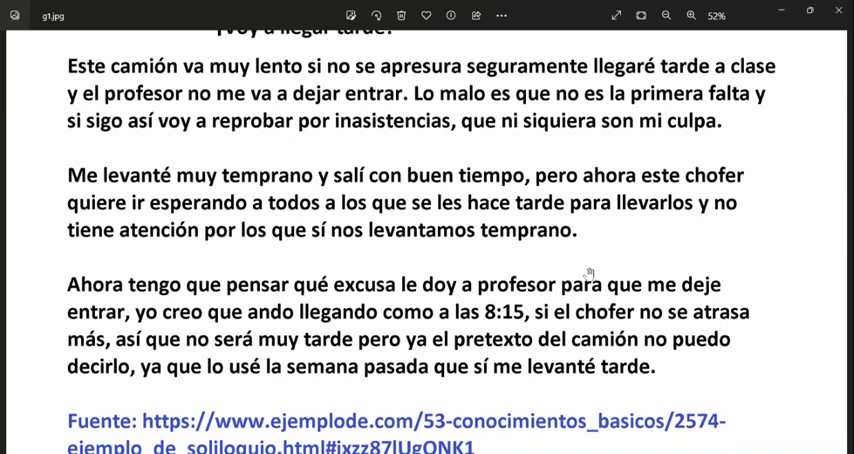 g1.jpg
52%
¡Voy a llegar tarde!
Este camión va muy lento si no se apresura seguramente llegaré tarde a clase
y el profesor no me va a dejar entrar. Lo malo es que no es la primera falta y
si sigo así voy a reprobar por inasistencias, que ni siquiera son mi culpa.
Me levanté muy temprano y salí con buen tiempo, pero ahora este chofer
quiere ir esperando a todos a los que se les hace tarde para llevarlos y no
tiene atención por los que sí nos levantamos temprano.
Ahora tengo que pensar qué excusa le doy a profesor para que me deje
entrar, yo creo que ando llegando como a las 8:15, si el chofer no se atrasa
más, así que no será muy tarde pero ya el pretexto del camión no puedo
decirlo, ya que lo usé la semana pasada que sí me levanté tarde.
Fuente: https://www.ejemplode.com/53-conocimientos_basicos/2574-
ejemplo_de_soliloquio.html#ixzz87lUgONK1